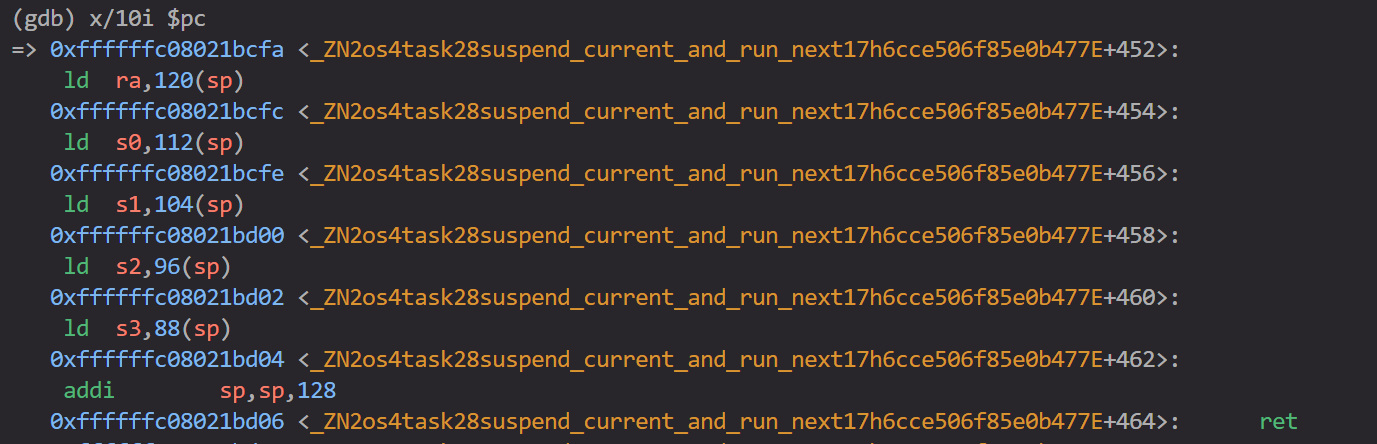 (gdb) x/10i $pc
=> 0xffffffc08021bcfa <_ZN2os4task28suspend_current_and_run_next17h6cce506f85e0b477E+452>:
ld ra,120(sp)
0xffffffc08021bcfc <_ZN2os4task28suspend_current_and_run_next17h6cce506f85e0b477E+454>:
ld s0,112(sp)
0xffffffc08021bcfe <_ZN2os4task28suspend_current_and_run_next17h6cce506f85e0b477E+456>:
ld s1,104(sp)
0xffffffc08021bd00 <_ZN2os4task28suspend_current_and_run_next17h6cce506f85e0b477E+458>:
ld s2,96(sp)
0xffffffc08021bd02 <_ZN2os4task28suspend_current_and_run_next17h6cce506f85e0b477E+460>:
ld s3,88(sp)
0xffffffc08021bd04 <_ZN2os4task28suspend_current_and_run_next17h6cce506f85e0b477E+462>:
addi sp,sp,128
0xffffffc08021bd06 <_ZN2os4task28suspend_current_and_run_next17h6cce506f85e0b477E+464>: ret